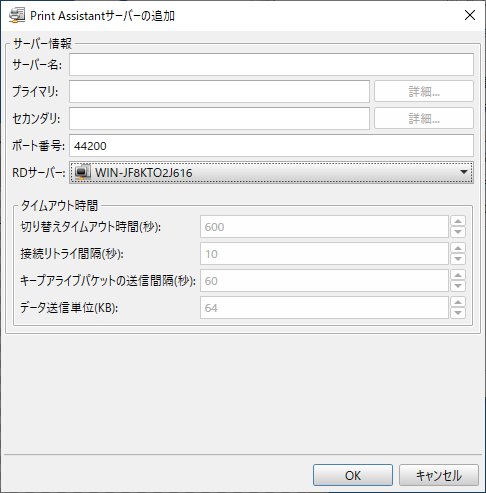 Print Assistantサーバーの追加
サーバー情報
サーバー名:
プライマリ: 詳細...
セカンダリ: 詳細...
ポート番号: 44200
RDサーバー: WIN-JF8KTO2J616
タイムアウト時間
切り替えタイムアウト時間(秒): 600
接続リトライ間隔(秒): 10
キープアライブパケットの送信間隔(秒): 60
データ送信単位(KB): 64
OK キャンセル